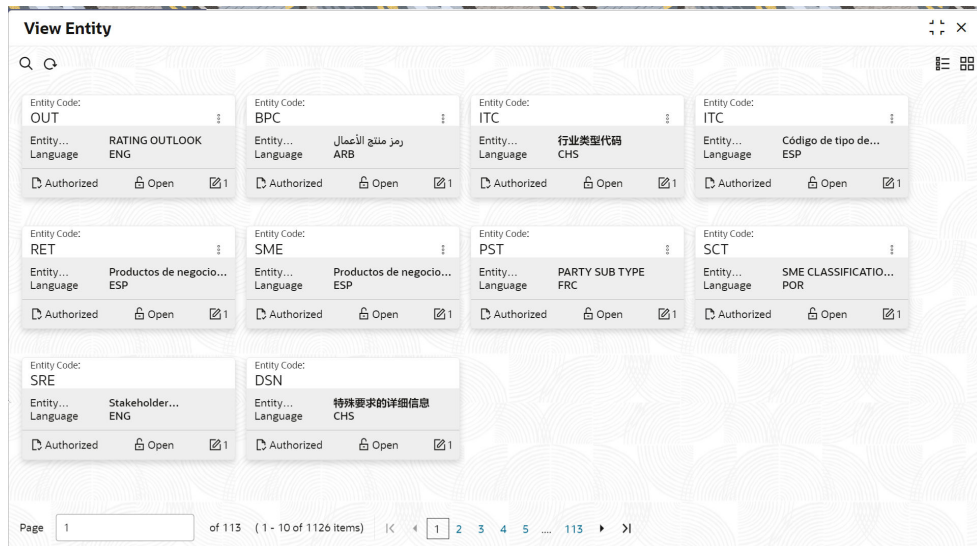 View Entity
Entity Code:
OUT
Entity... RATING OUTLOOK
Language ENG
Authorized Open 1
Entity Code:
BPC
Entity... رمز منتج الأعمال
Language ARB
Authorized Open 1
Entity Code:
ITC
Entity... 行业类型代码
Language CHS
Authorized Open 1
Entity Code:
ITC
Entity... Código de tipo de...
Language ESP
Authorized Open 1
Entity Code:
RET
Entity... Productos de negocio...
Language ESP
Authorized Open 1
Entity Code:
SME
Entity... Productos de negocio...
Language ESP
Authorized Open 1
Entity Code:
PST
Entity... PARTY SUB TYPE
Language FRC
Authorized Open 1
Entity Code:
SCT
Entity... SME CLASSIFICATIO...
Language POR
Authorized Open 1
Entity Code:
SRE
Entity... Stakeholder...
Language ENG
Authorized Open 1
Entity Code:
DSN
Entity... 特殊要求的详细信息
Language CHS
Authorized Open 1
Page 1 of 113 (1 - 10 of 1126 items) 1 2 3 4 5 .... 113